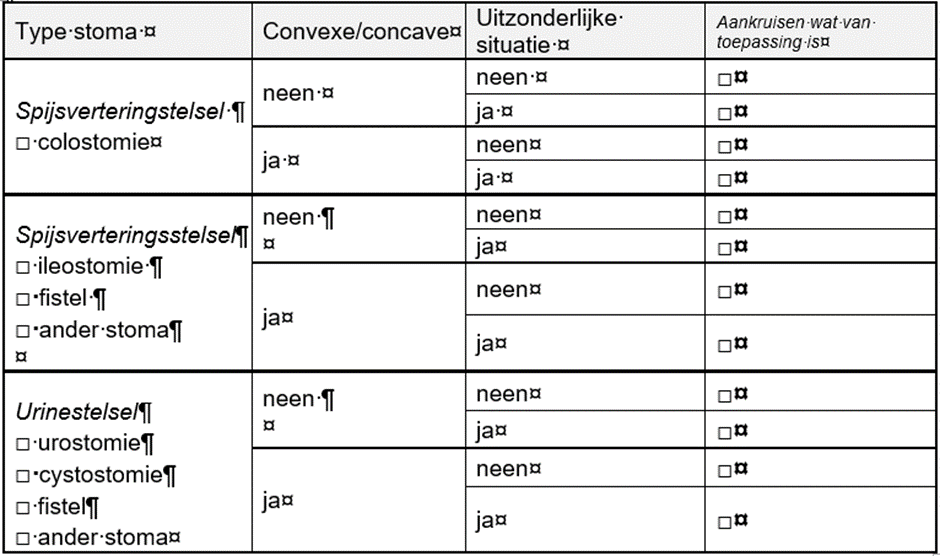 Type·stoma·¤
Convexe/concave¤
Uitzonderlijke·
situatie·¤
Aankruisen·wat·van·
toepassing·is¤
Spijsverteringstelsel·¶
□·colostomie¤
neen·¤
neen·¤
□¤
ja·¤
□¤
ja·¤
neen¤
□¤
ja·¤
□¤
Spijsverteringsstelsel¶
□·ileostomie·¶
□·fistel·¶
□·ander·stoma¶
¤
neen·¶
¤
neen¤
□¤
ja¤
□¤
ja¤
neen¤
□¤
ja¤
□¤
Urinestelsel¶
□·urostomie¶
□·cystostomie¶
□·fistel¶
□·ander·stoma¤
neen·¶
¤
neen¤
□¤
ja¤
□¤
ja¤
neen¤
□¤
ja¤
□¤